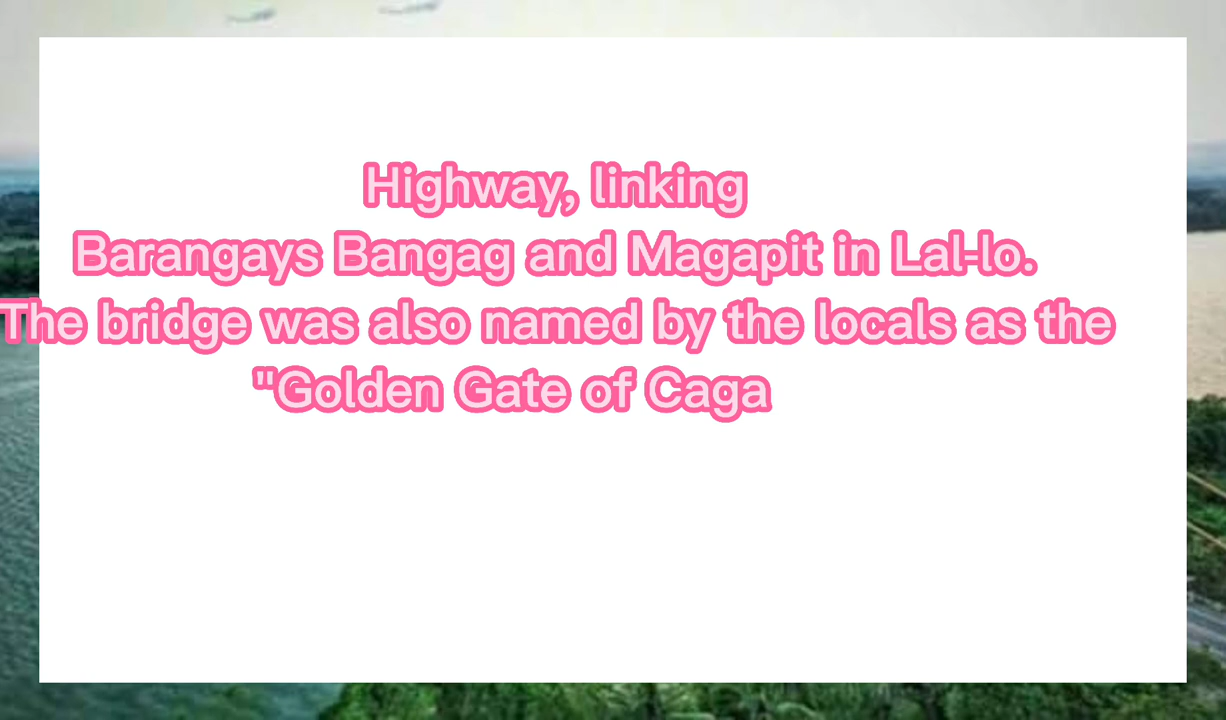 Highway, linking
Barangays Bangag and Magapit in Lal-lo.
The bridge was also named by the locals as the
"Golden Gate of Caga